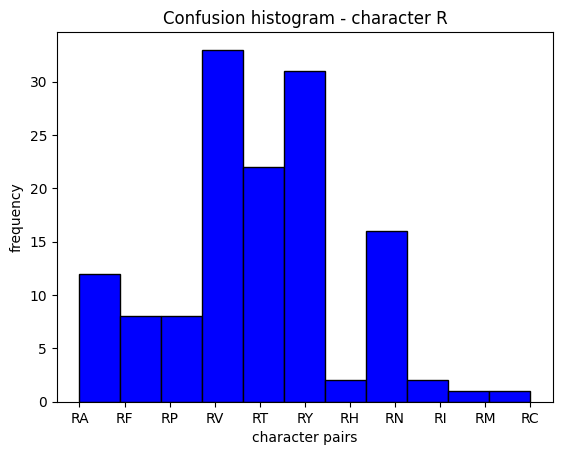 Confusion histogram - character R
frequency
30
25
20
15
10
5
0
RA RF RP RV RT RY RH RN RI RM RC
character pairs